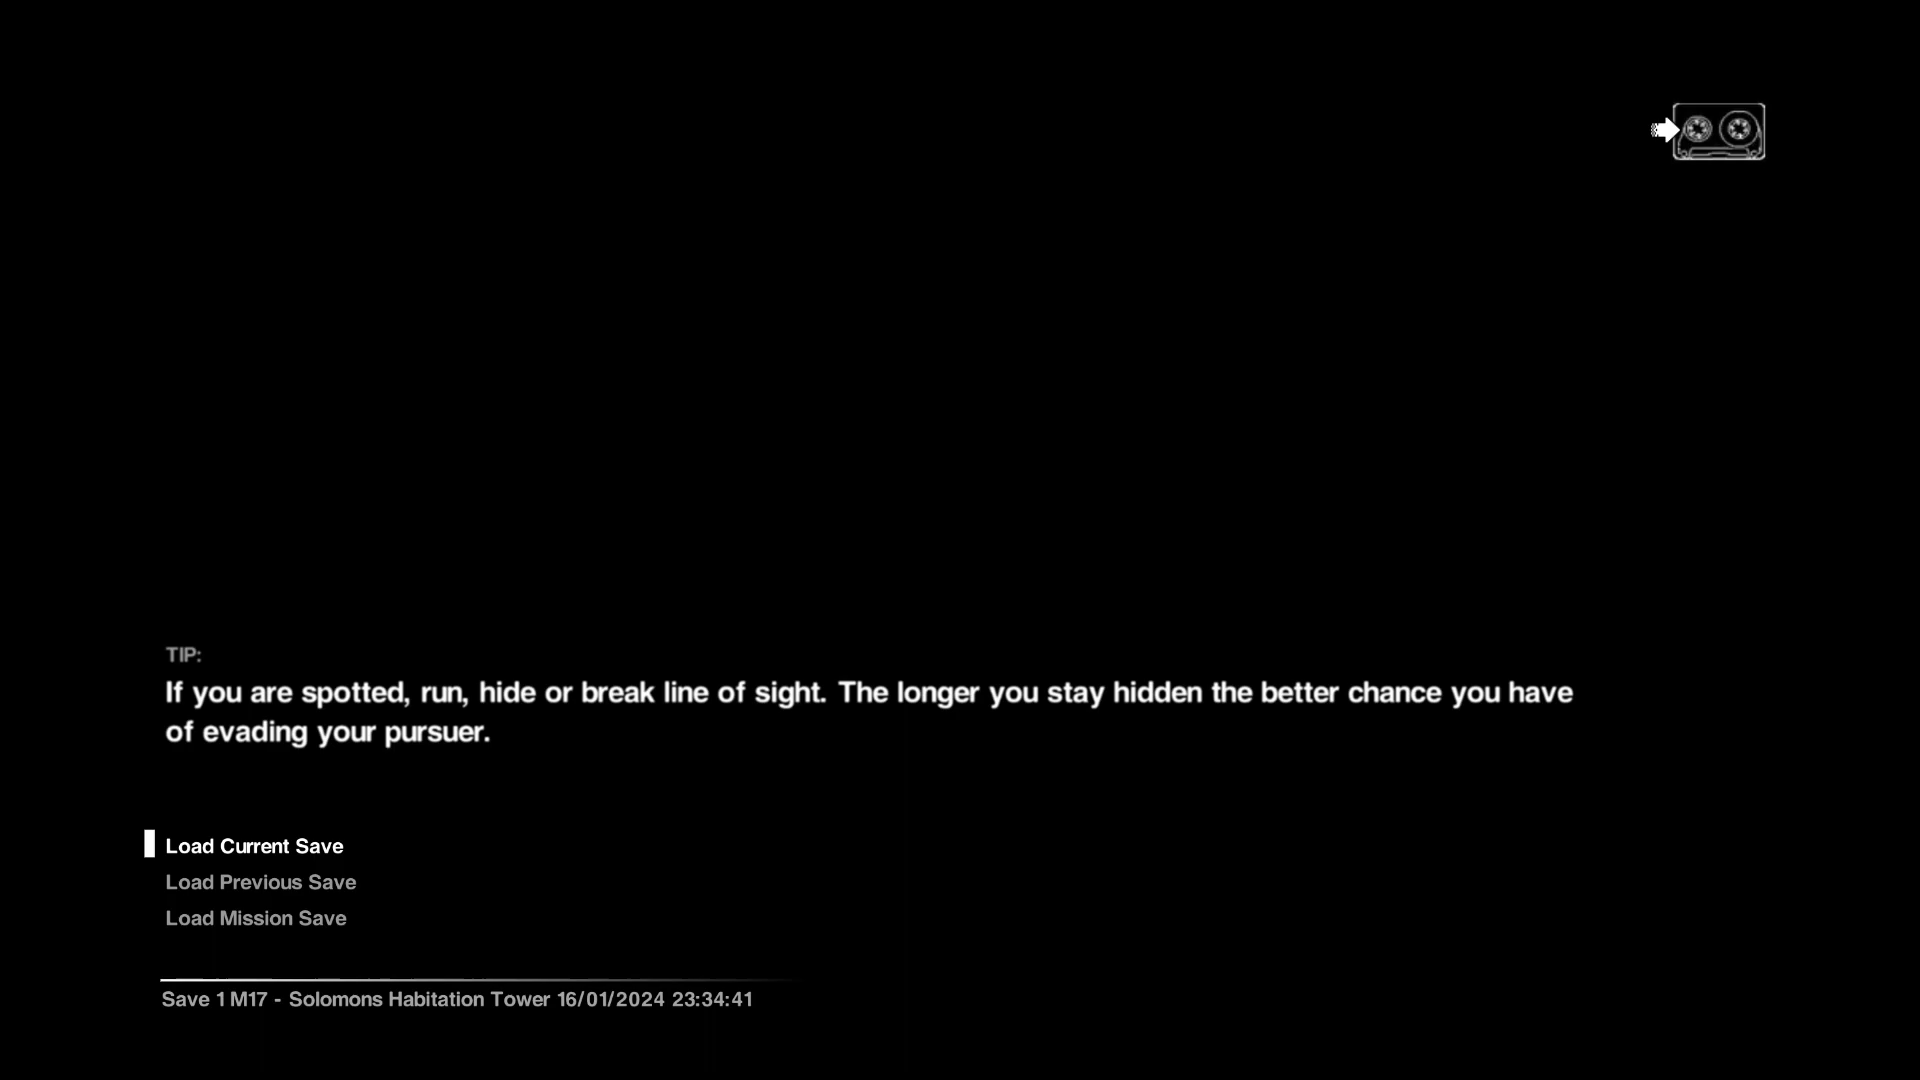 TIP:
If you are spotted, run, hide or break line of sight. The longer you stay hidden the better chance you have
of evading your pursuer.
Load Current Save
Load Previous Save
Load Mission Save
Save 1 M17 - Solomons Habitation Tower 16/01/2024 23:34:41